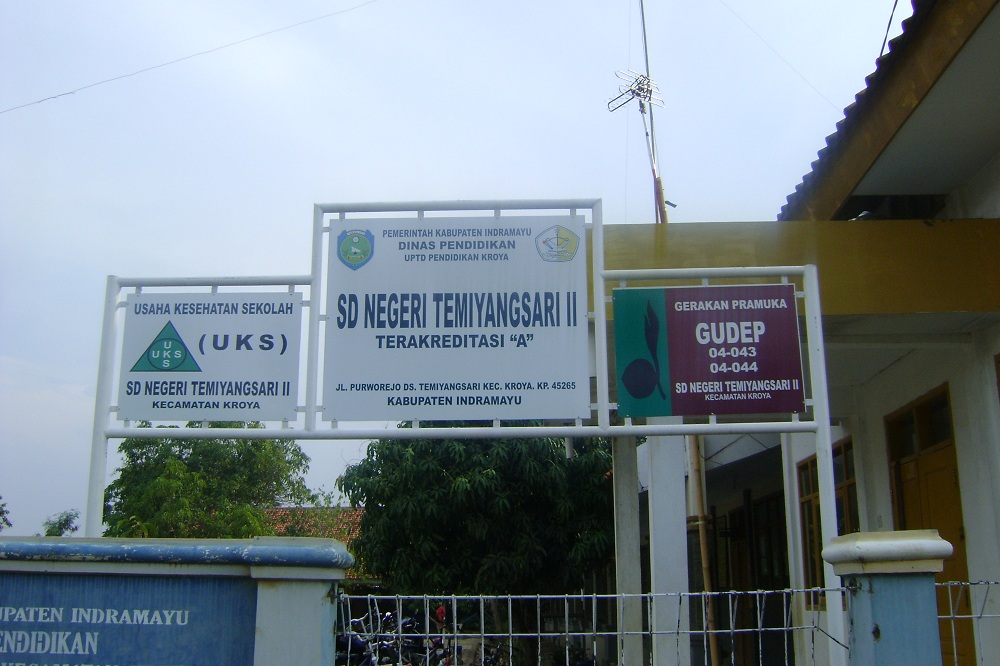 USAHA KESEHATAN SEKOLAH
(UKS)
UKS
UKS
SD NEGERI TEMIYANGSARI II
KECAMATAN KROYA
PEMERINTAH KABUPATEN INDRAMAYU
DINAS PENDIDIKAN
UPTD PENDIDIKAN KROYA
SD NEGERI TEMIYANGSARI II
TERAKREDITASI "A"
JL. PURWOREJO DS. TEMIYANGSARI KEC. KROYA. KP. 45265
KABUPATEN INDRAMAYU
GERAKAN PRAMUKA
GUDEP
04-043
04-044
SD NEGERI TEMIYANGSARI II
KECAMATAN KROYA
UPATEN INDRAMAYU
ENDIDIKAN